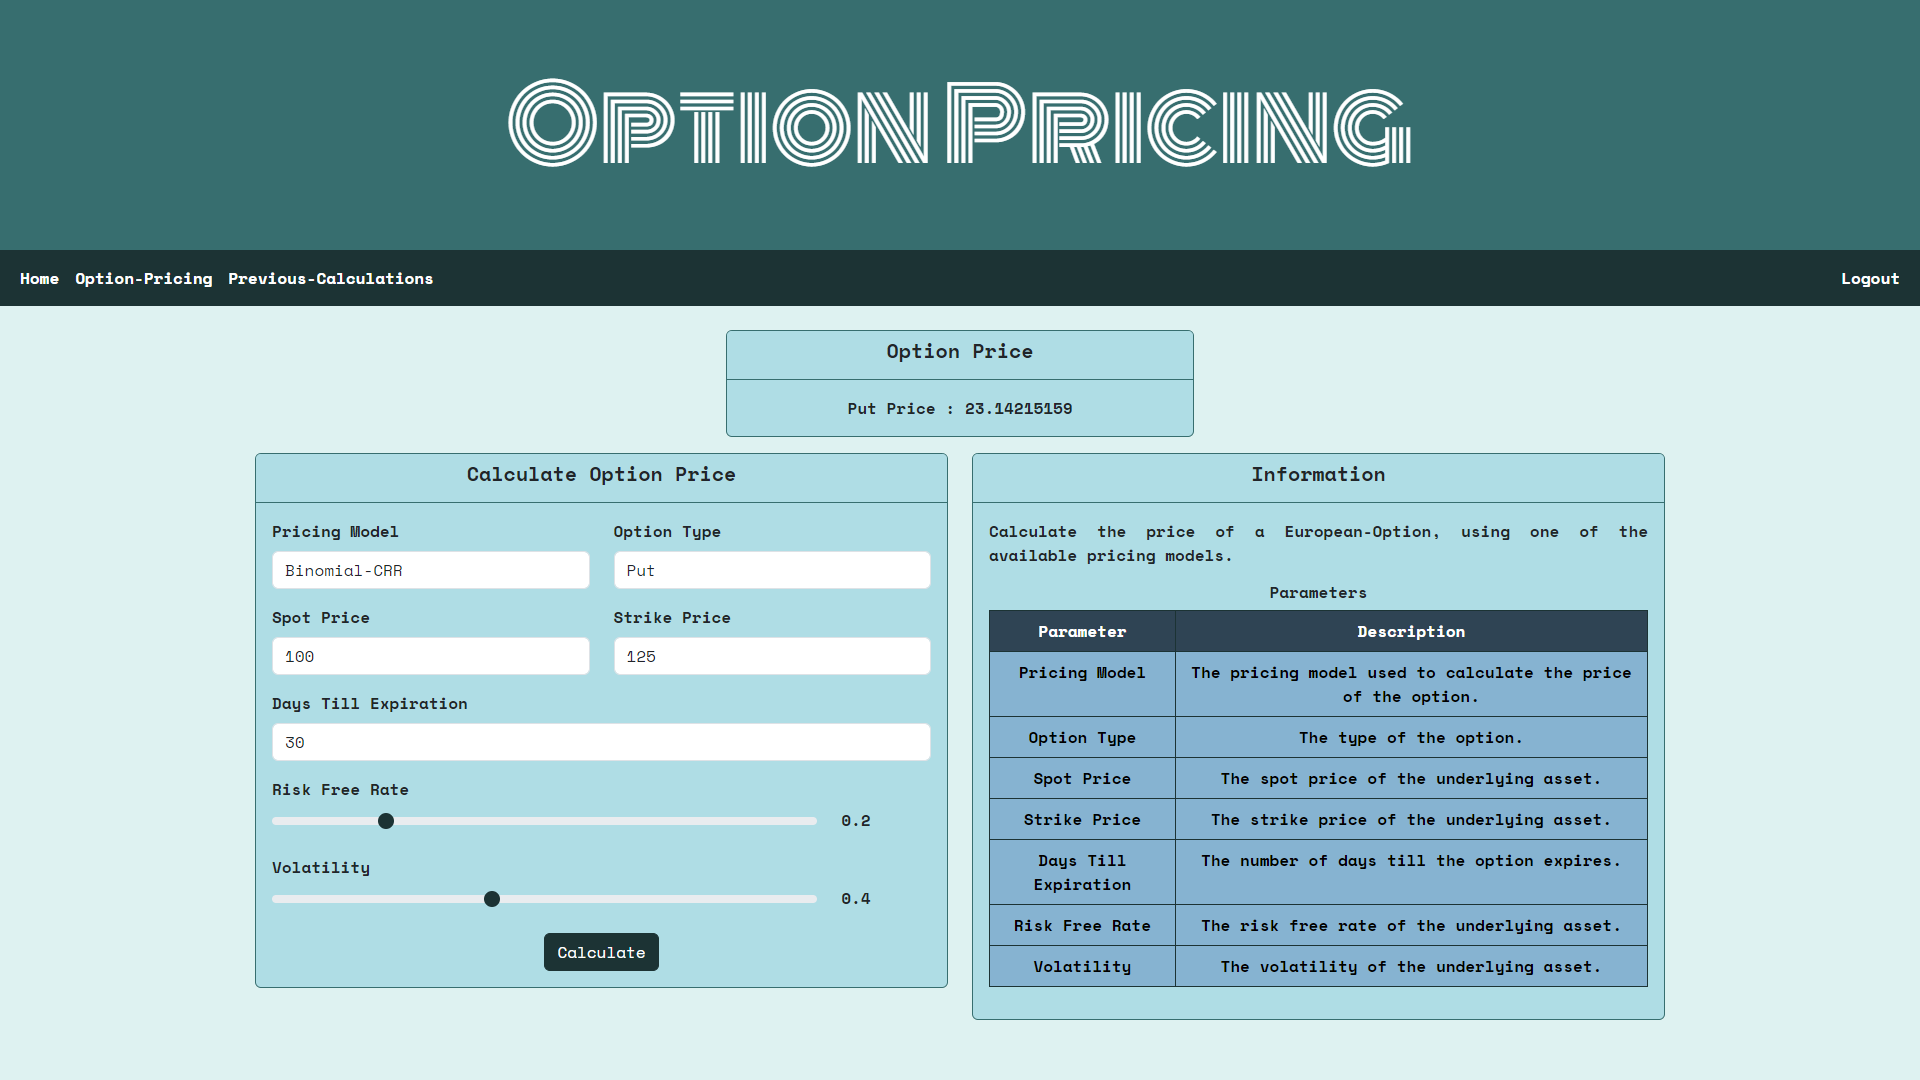 Option Pricing
Home Option-Pricing Previous-Calculations Logout
Option Price
Put Price : 23.14215159
Calculate Option Price
Pricing Model Option Type
Binomial-CRR Put
Spot Price Strike Price
100 125
Days Till Expiration
30
Risk Free Rate
0.2
Volatility
0.4
Calculate
Information
Calculate the price of a European-Option, using one of the
available pricing models.
Parameters
Parameter Description
Pricing Model The pricing model used to calculate the price
of the option.
Option Type The type of the option.
Spot Price The spot price of the underlying asset.
Strike Price The strike price of the underlying asset.
Days Till The number of days till the option expires.
Expiration
Risk Free Rate The risk free rate of the underlying asset.
Volatility The volatility of the underlying asset.